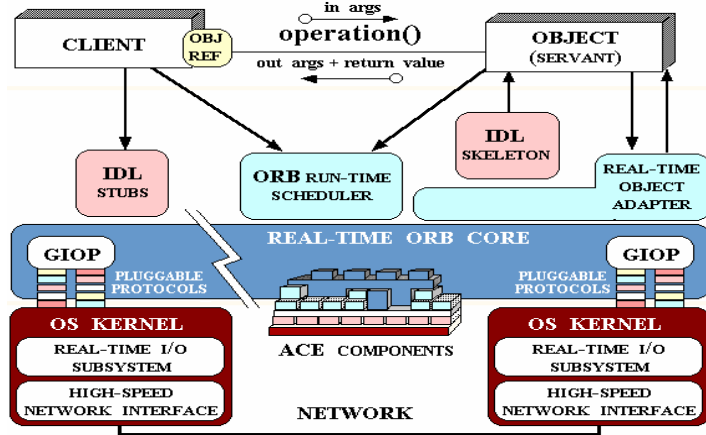 in args
CLIENT
OBJ
REF
operation()
OBJECT
(SERVANT)
out args + return value
IDL
STUBS
ORB RUN-TIME
SCHEDULER
IDL
SKELETON
REAL-TIME
OBJECT
ADAPTER
REAL-TIME ORB CORE
GIOP
GIOP
PLUGGABLE
PROTOCOLS
PLUGGABLE
PROTOCOLS
OS KERNEL
REAL-TIME I/O
SUBSYSTEM
HIGH-SPEED
NETWORK INTERFACE
ACE COMPONENTS
NETWORK
OS KERNEL
REAL-TIME I/O
SUBSYSTEM
HIGH-SPEED
NETWORK INTERFACE